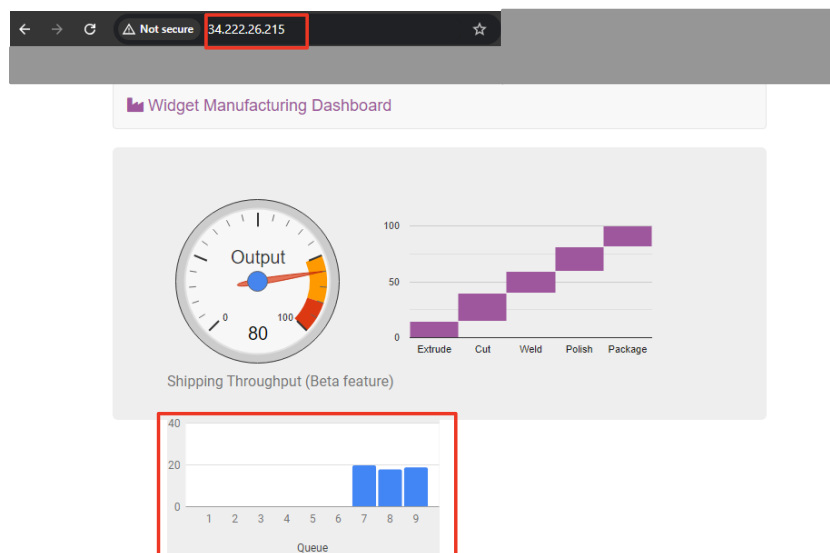 Not secure 34.222.26.215
Widget Manufacturing Dashboard
Output
0 100
80
100
50
0
Extrude Cut Weld Polish Package
Shipping Throughput (Beta feature)
40
20
0
1 2 3 4 5 6 7 8 9
Queue